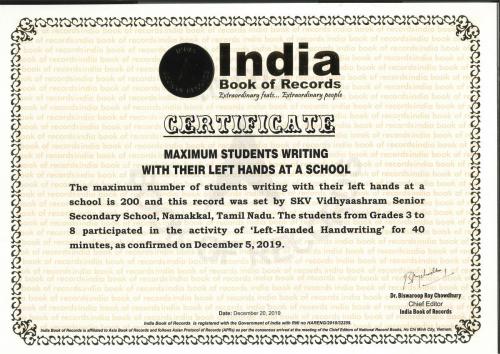 India
Book of Records
Extraordinary feats... Extraordinary people
CERTIFICATE
MAXIMUM STUDENTS WRITING
WITH THEIR LEFT HANDS AT A SCHOOL
The maximum number of students writing with their left hands at a
school is 200 and this record was set by SKV Vidhyaashram Senior
Secondary School, Namakkal, Tamil Nadu. The students from Grades 3 to
8 participated in the activity of ‘Left-Handed Handwriting’ for 40
minutes, as confirmed on December 5, 2019.
Dr. Biswaroop Roy Chowdhury
Chief Editor
India Book of Records
Date: December 20, 2019
India Book of Records is registered with the Government of India with RNI no HARENG/2010/32259.
India Book of Records is affiliated to Asia Book of Records and follows Asian Protocol of Records (APRs) as per the consensus arrived at the meeting of the Chief Editors of National Record Books, Ho Chi Minh City, Vietnam.